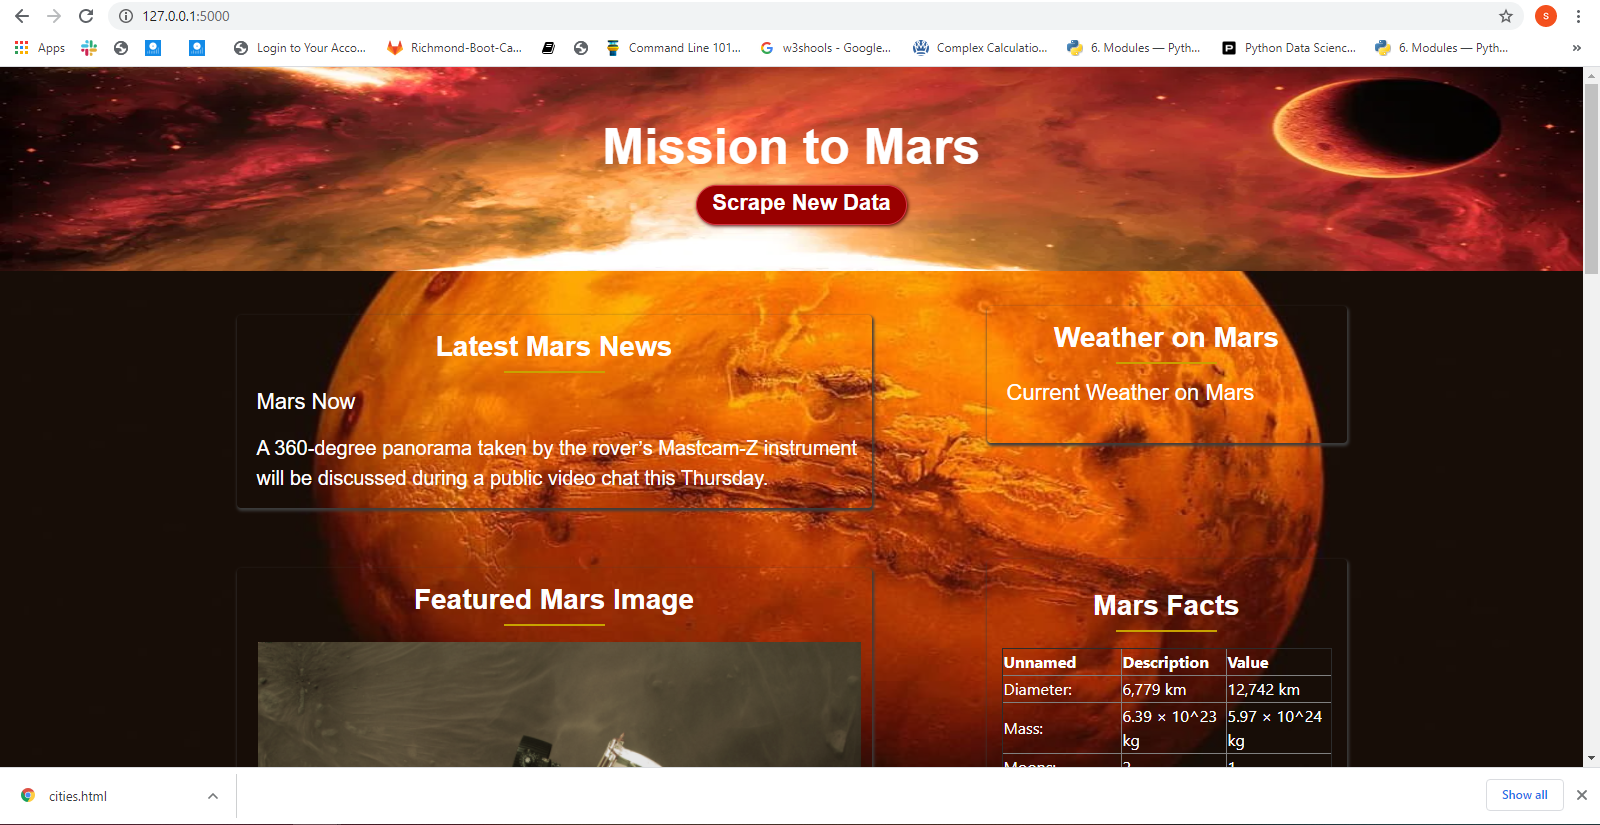 127.0.0.1:5000
S
Apps
Login to Your Acco...
Richmond-Boot-Ca...
Command Line 101...
w3shools - Google...
Complex Calculatio...
6. Modules — Pyth...
Python Data Scienc...
6. Modules — Pyth...
»
Mission to Mars
Scrape New Data
Latest Mars News
Mars Now
A 360-degree panorama taken by the rover’s Mastcam-Z instrument
will be discussed during a public video chat this Thursday.
Weather on Mars
Current Weather on Mars
Featured Mars Image
Mars Facts
Unnamed Description Value
Diameter: 6,779 km 12,742 km
Mass: 6.39 × 10^23 kg 5.97 × 10^24 kg
Moons: 2 1
cities.html
Show all